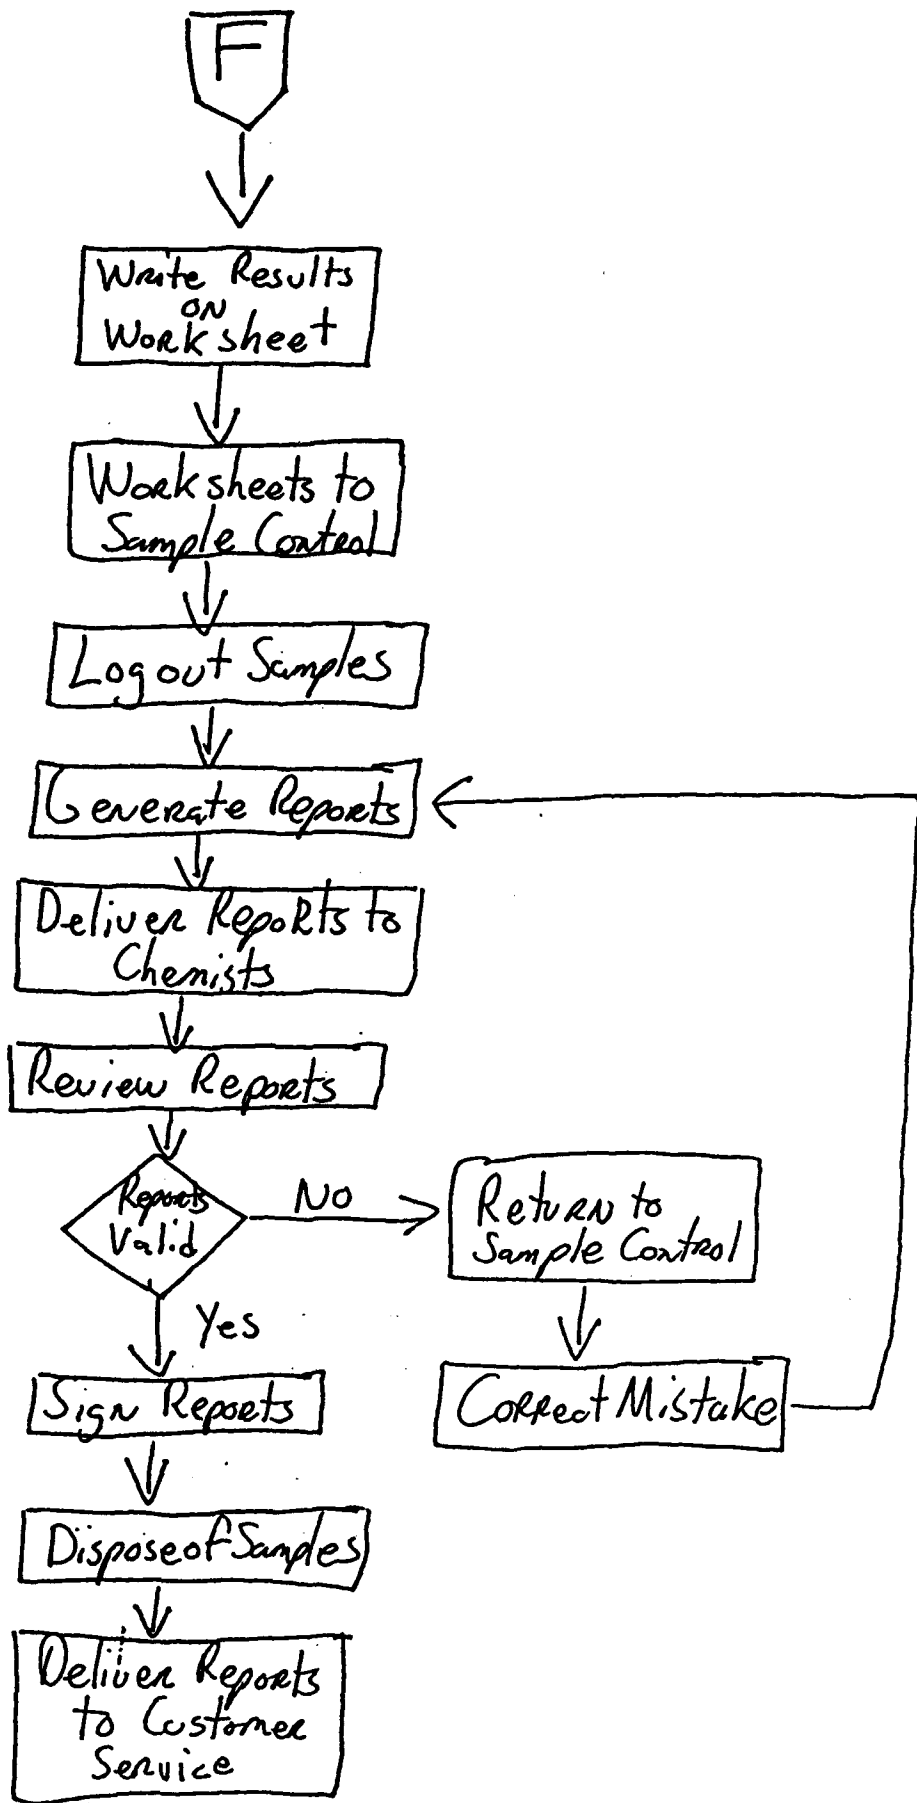 F
Write Results
on
Worksheet
Worksheets to
Sample Control
Logout Samples
Generate Reports
Deliver Reports to
Chemists
Review Reports
Reports
Valid
No
Return to
Sample Control
Correct Mistake
Yes
Sign Reports
Dispose of Samples
Deliver Reports
to Customer
Service